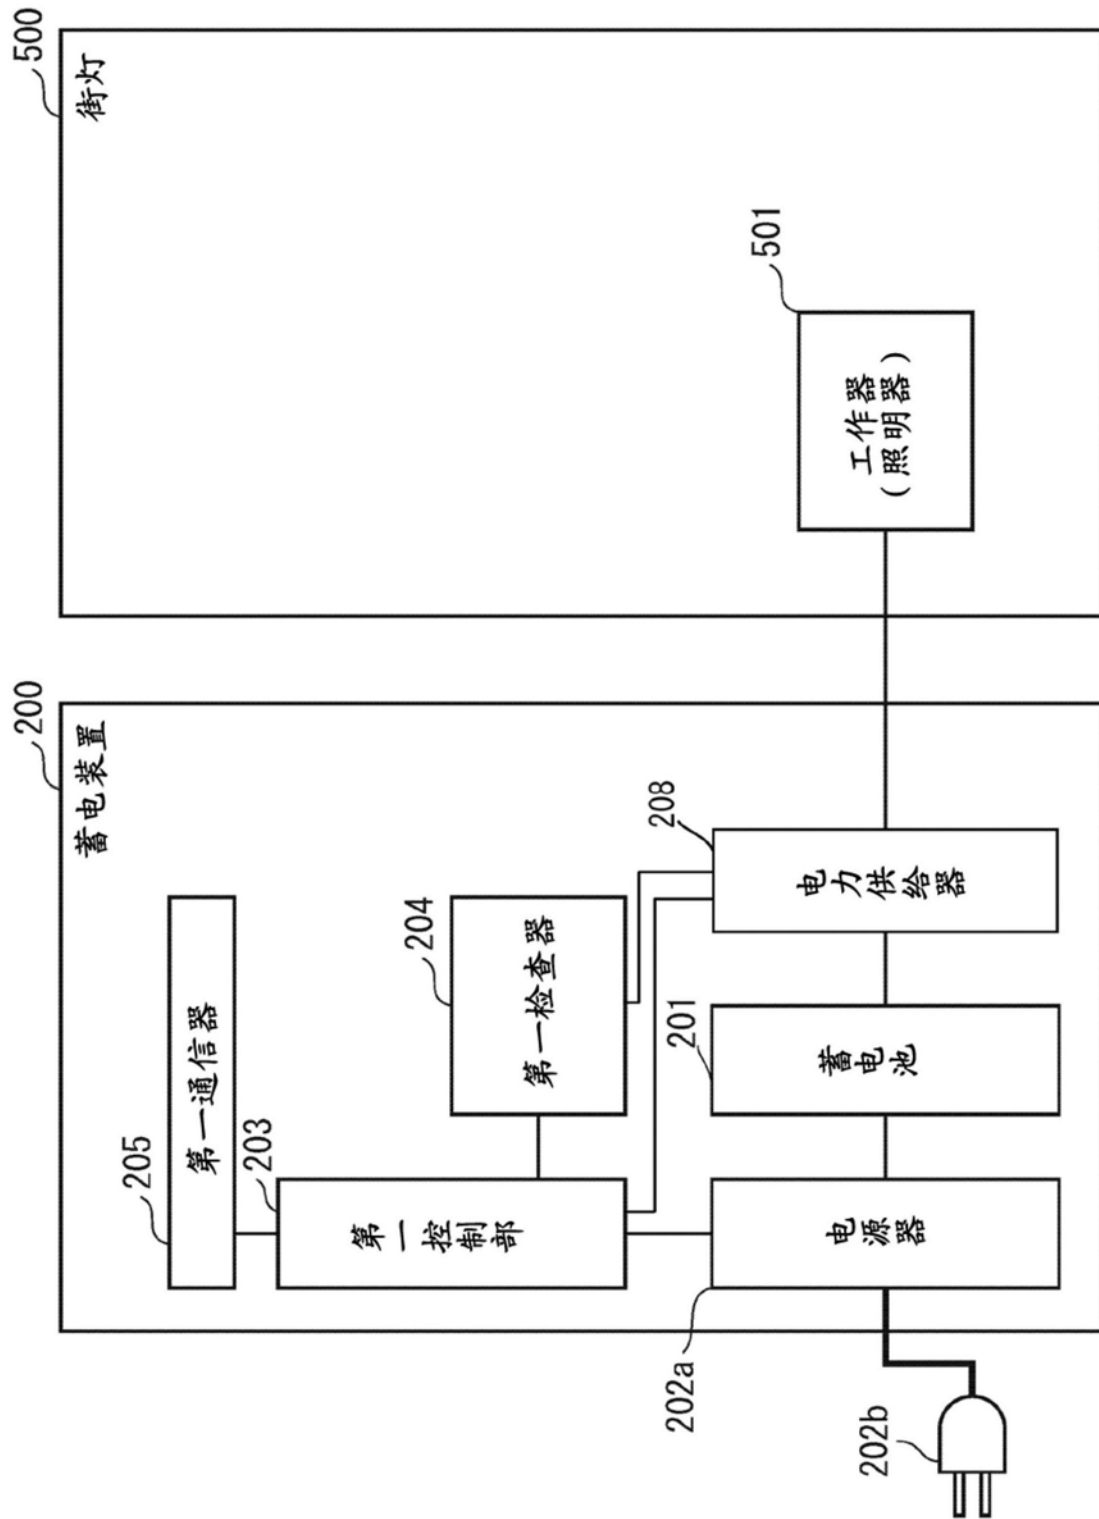 200
蓄电装置
205
第一通信器
203
第一控制部
204
第一检查器
202a
电源器
201
蓄电池
208
电力供给器
202b
500
街灯
501
工作器
(照明器)